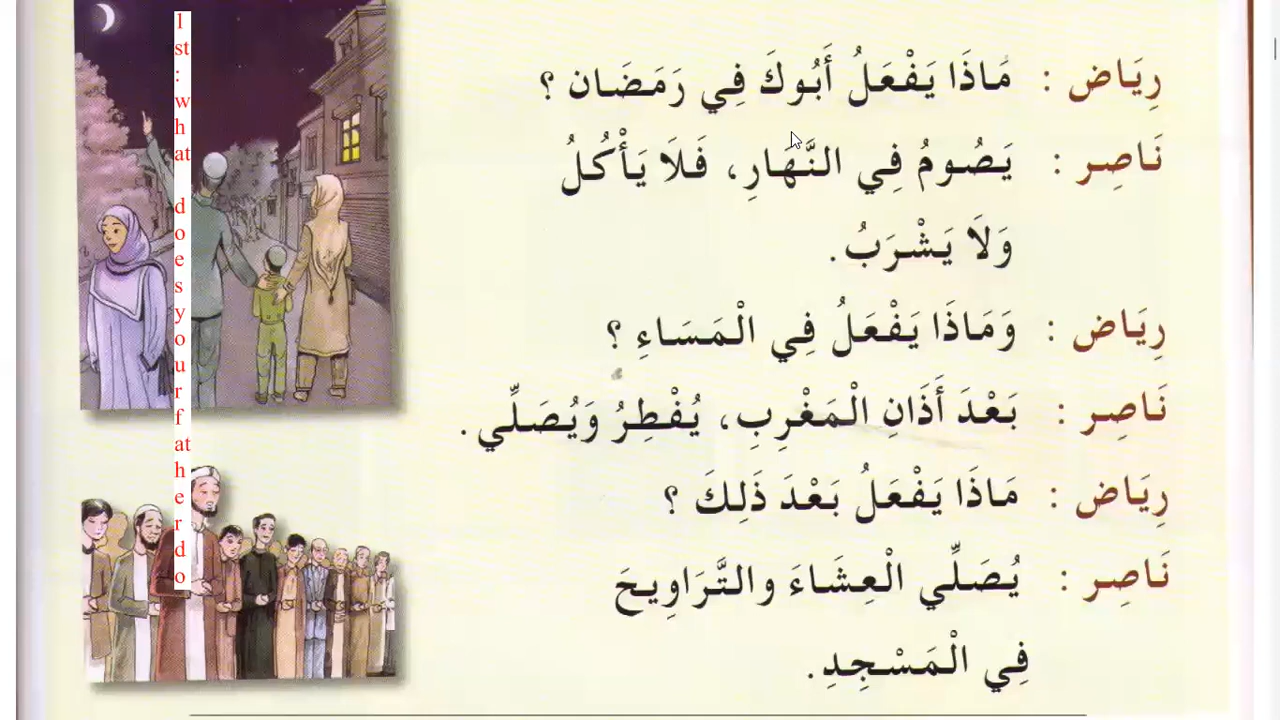 رِيَاض : مَاذَا يَفْعَلُ أَبُوكَ فِي رَمَضَان ؟
نَاصِر : يَصُومُ فِي النَّهَارِ، فَلَا يَأْكُلُ
وَلَا يَشْرَبُ.
رِيَاض : وَمَاذَا يَفْعَلُ فِي الْمَسَاءِ ؟
نَاصِر : بَعْدَ أَذَانِ الْمَغْرِبِ، يُفْطِرُ وَيُصَلِّي.
رِيَاض : مَاذَا يَفْعَلُ بَعْدَ ذَلِكَ ؟
نَاصِر : يُصَلِّي الْعِشَاءَ والتَّرَاوِيحَ
فِي الْمَسْجِدِ.
1st: what does your father do